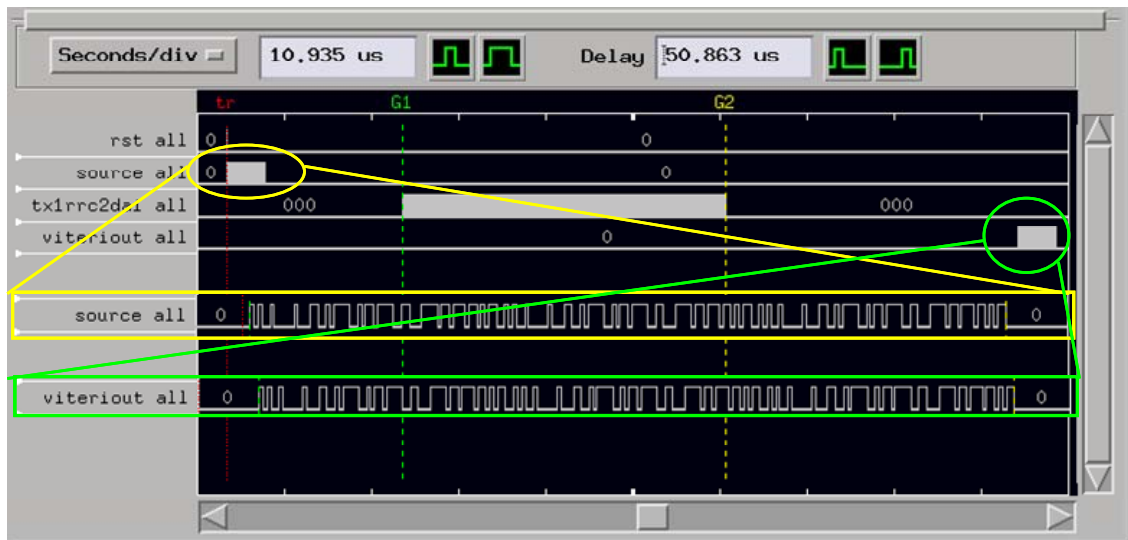 Seconds/div 10.935 us Delay 50.863 us
tr G1 G2
rst all 0 0
source all 0 0
tx1rrc2dai all 000 000
viteriout all 0
source all 0 0
viteriout all 0 0